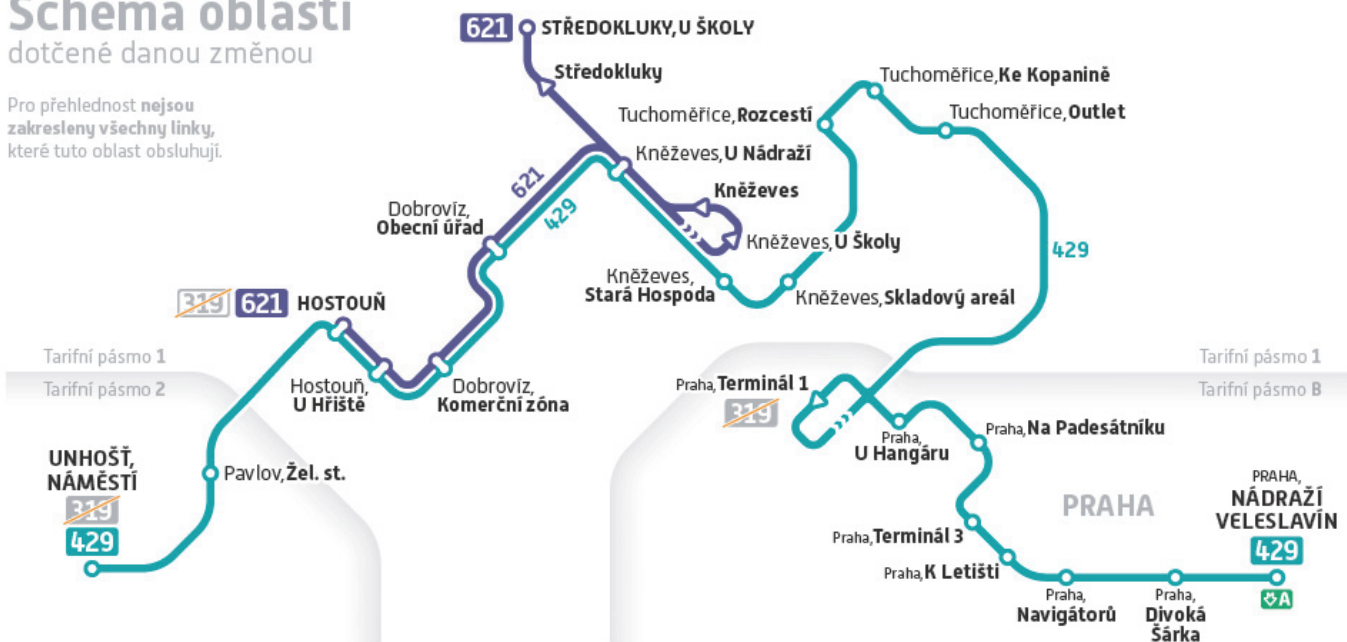 Schéma oblasti
dotčené danou změnou
Pro přehlednost nejsou
zakresleny všechny linky,
které tuto oblast obsluhují.
621 STŘEDOKLUKY, U ŠKOLY
Středokluky
Tuchoměřice, Ke Kopanině
Tuchoměřice, Rozcestí
Tuchoměřice, Outlet
Kněževes, U Nádraží
621
429
Kněževes
Dobrovíz,
Obecní úřad
Kněževes, U Školy
429
Kněževes,
Stará Hospoda
Kněževes, Skladový areál
319 621 HOSTOUŇ
Tarifní pásmo 1
Tarifní pásmo 2
Tarifní pásmo 1
Tarifní pásmo B
Hostouň,
U Hřiště
Dobrovíz,
Komerční zóna
Praha, Terminál 1
319
Praha,
U Hangáru
Praha, Na Padesátníku
UNHOŠŤ,
NÁMĚSTÍ
319
429
Pavlov, Žel. st.
PRAHA
PRAHA,
NÁDRAŽÍ
VELESLAVÍN
429
A
Praha, Terminál 3
Praha, K Letišti
Praha,
Navigátorů
Praha,
Divoká
Šárka